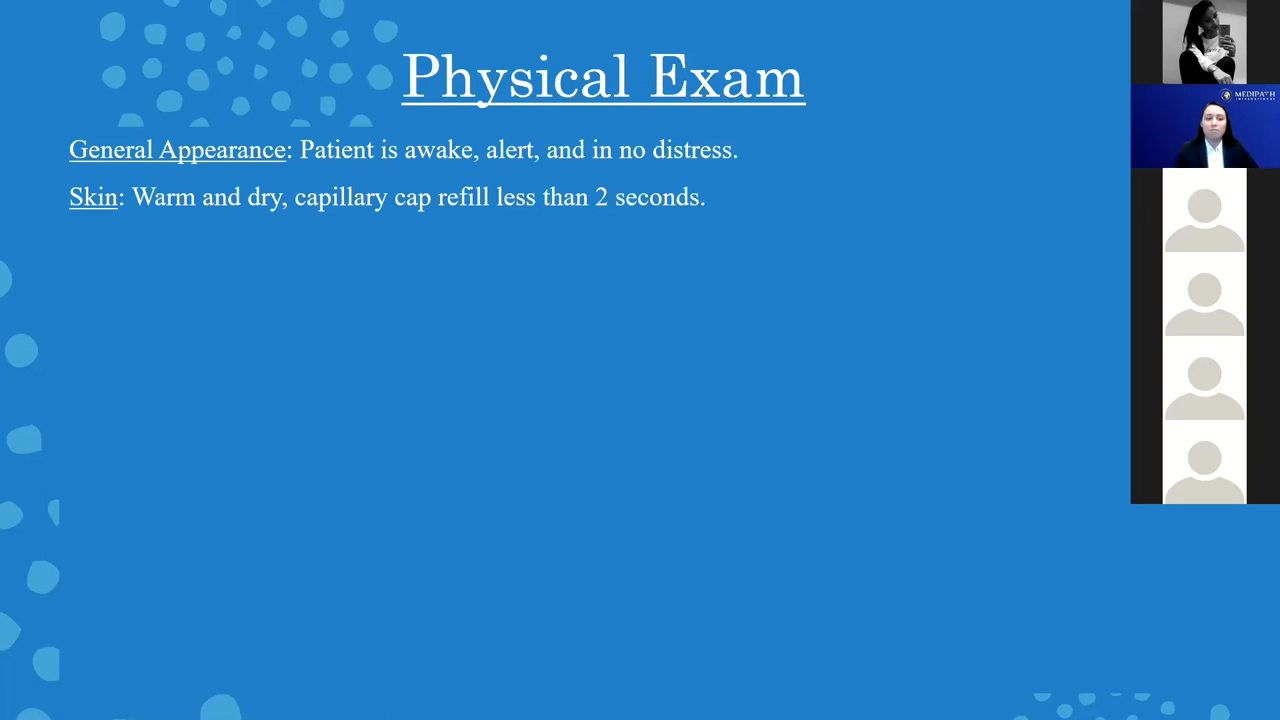 Physical Exam
General Appearance: Patient is awake, alert, and in no distress.
Skin: Warm and dry, capillary cap refill less than 2 seconds.
MEDIPATH
INTERNATIONAL